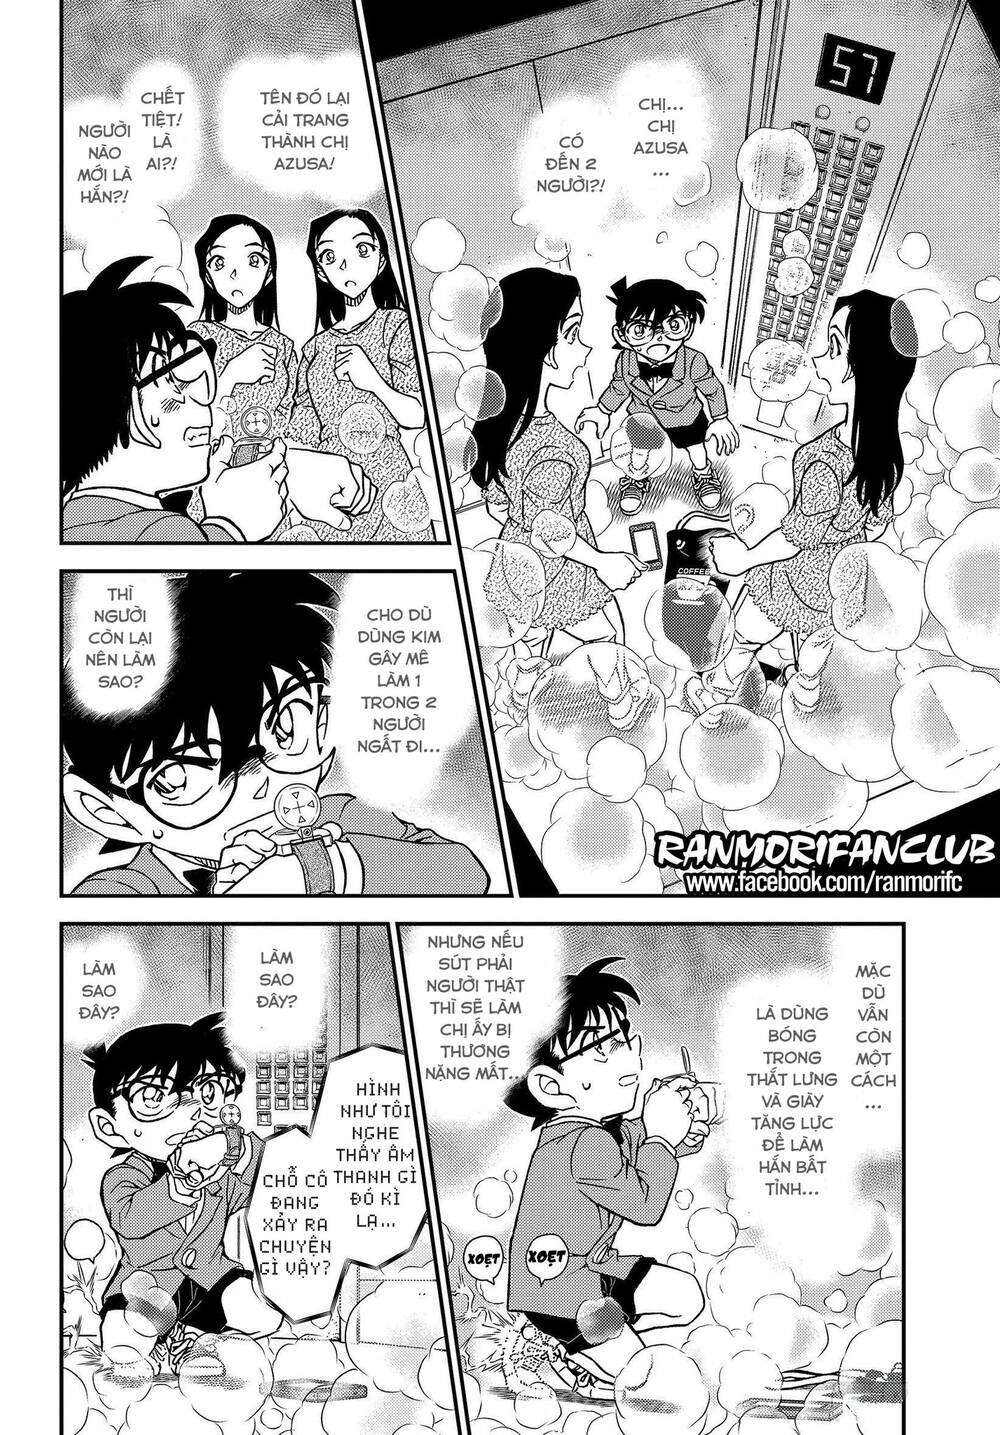 57
CHỊ...
CHỊ
AZUSA
...
CÓ
ĐẾN 2
NGƯỜI?!
COFFEE
TÊN ĐÓ LẠI
CẢI TRANG
THÀNH CHỊ
AZUSA!
CHẾT
TIỆT!
LÀ
AI?!
NGƯỜI
NÀO
MỚI LÀ
HẮN?!
CHO DÙ
DÙNG KIM
GÂY MÊ
LÀM 1
TRONG 2
NGƯỜI
NGẤT ĐI...
THÌ
NGƯỜI
CÒN LẠI
NÊN LÀM
SAO?
RANMORIFANCLUB
www.facebook.com/ranmorifc
MẶC
DÙ
VẪN
CÒN
MỘT
CÁCH
...
LÀ DÙNG
BÓNG
TRONG
THẮT LƯNG
VÀ GIÀY
TĂNG LỰC
ĐỂ LÀM
HẮN BẤT
TỈNH...
NHƯNG NẾU
SÚT PHẢI
NGƯỜI THẬT
THÌ SẼ LÀM
CHỊ ẤY BỊ
THƯƠNG
NẶNG MẤT...
XOẸT
XOẸT
LÀM
SAO
ĐÂY?
LÀM
SAO
ĐÂY?
HÌNH
NHƯ TÔI
NGHE
THẤY ÂM
THANH GÌ
ĐÓ KÌ
LẠ...
CHỖ CÔ
ĐANG
XẢY RA
CHUYỆN
GÌ VẬY?